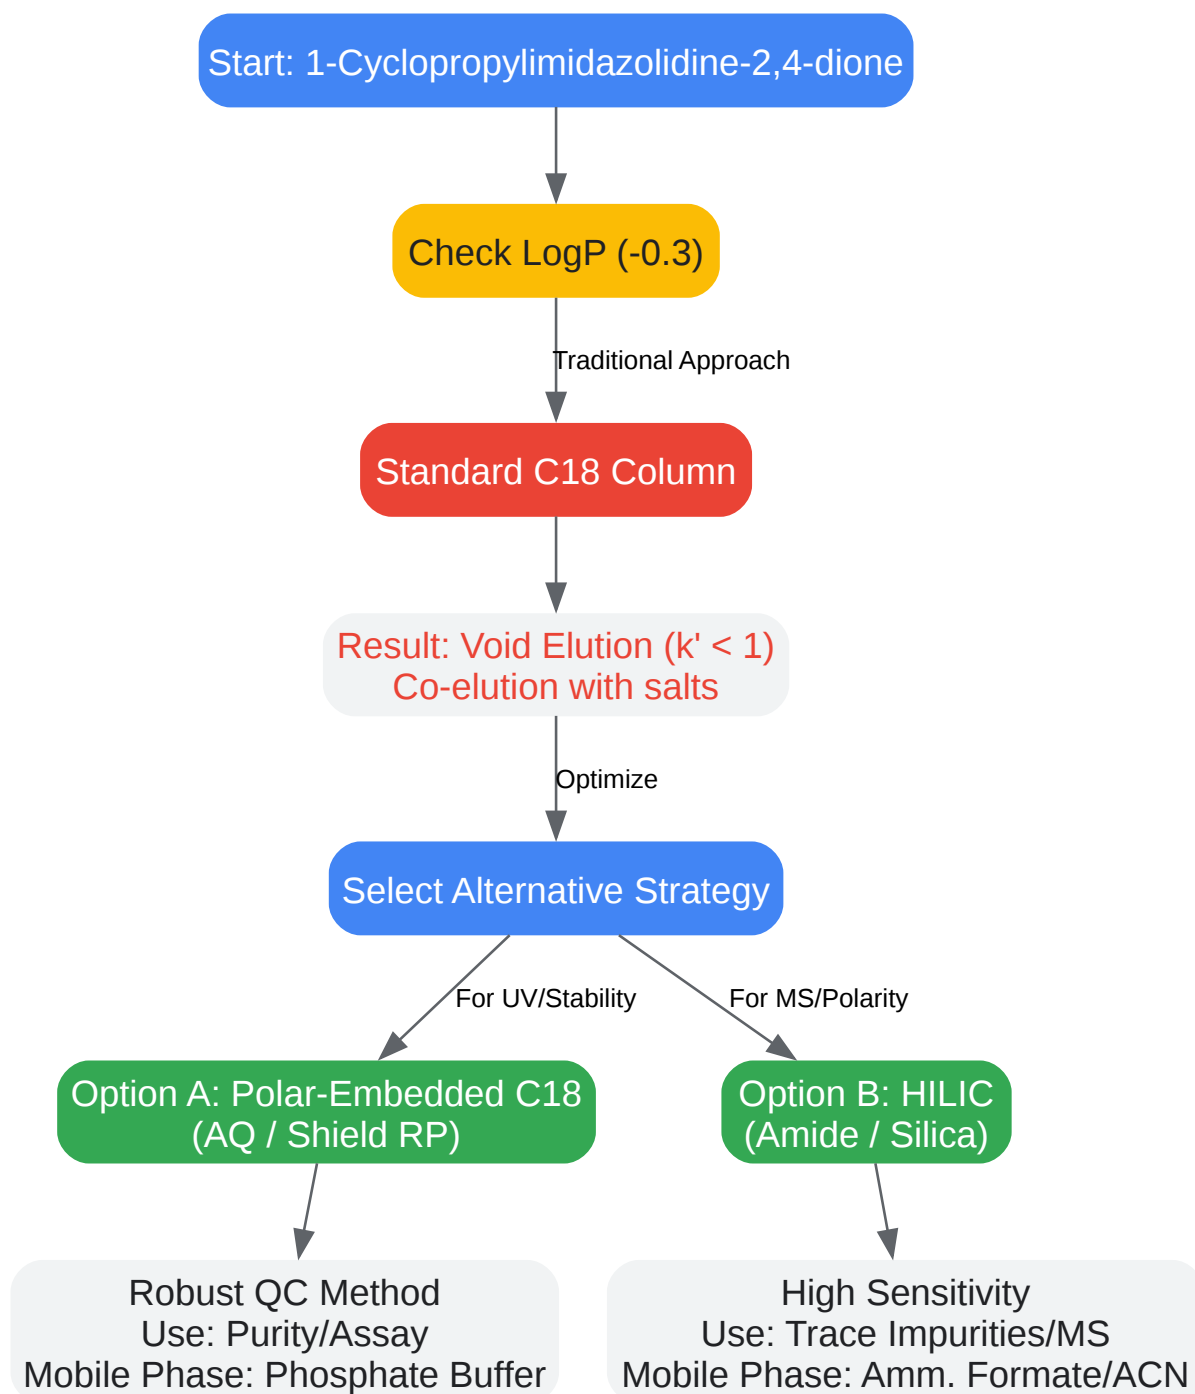 Start: 1-Cyclopropylimidazolidine-2,4-dione
Check LogP (-0.3)
Traditional Approach
Standard C18 Column
Result: Void Elution (k' < 1)
Co-elution with salts
Optimize
Select Alternative Strategy
For UV/Stability
For MS/Polarity
Option A: Polar-Embedded C18
(AQ / Shield RP)
Option B: HILIC
(Amide / Silica)
Robust QC Method
Use: Purity/Assay
Mobile Phase: Phosphate Buffer
High Sensitivity
Use: Trace Impurities/MS
Mobile Phase: Amm. Formate/ACN